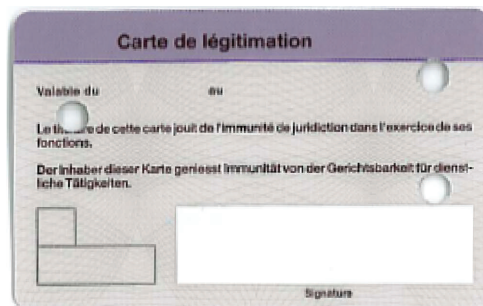 Carte de légitimation
Valable du au
Le de cette carte jouit de l'immunité de juridiction dans l'exercice de ses
fonctions.
Der Inhaber dieser Karte geniesst Immunität von der Gerichtsbarkeit für dienst-
liche Tätigkeiten.
Signature